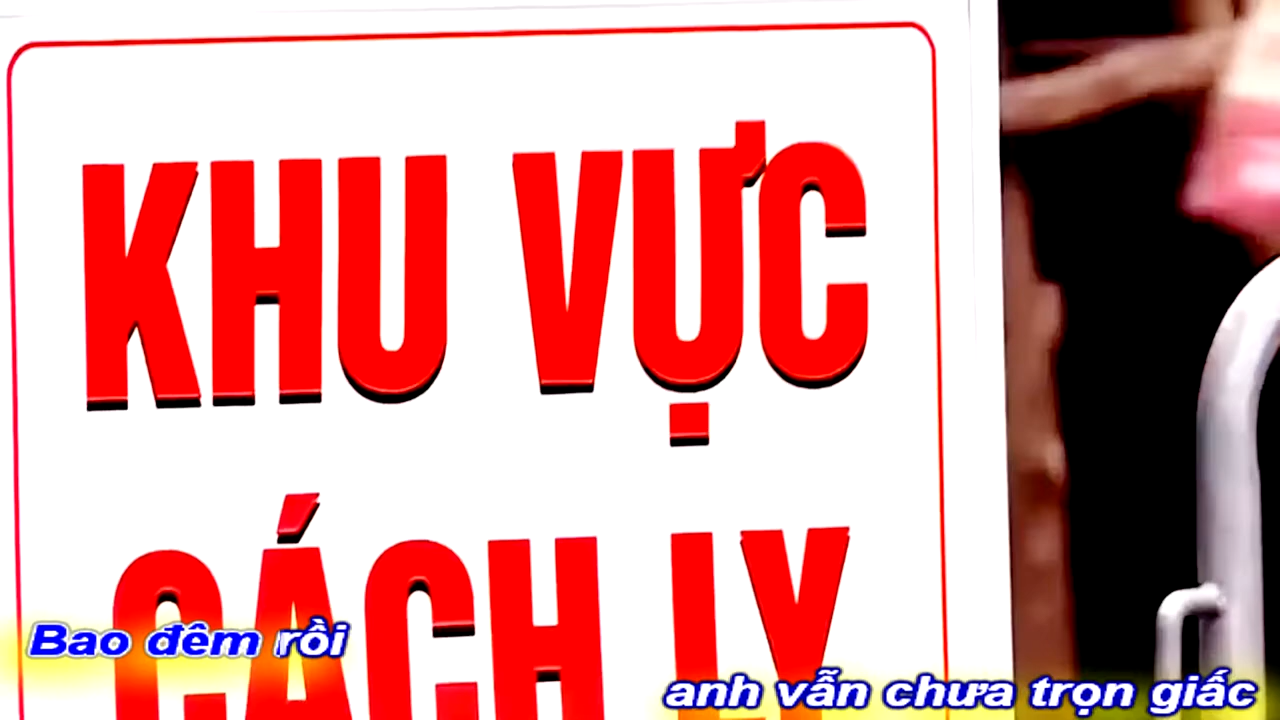 KHU VỰC
CÁCH LY
Bao đêm rồi
anh vẫn chưa trọn giấc